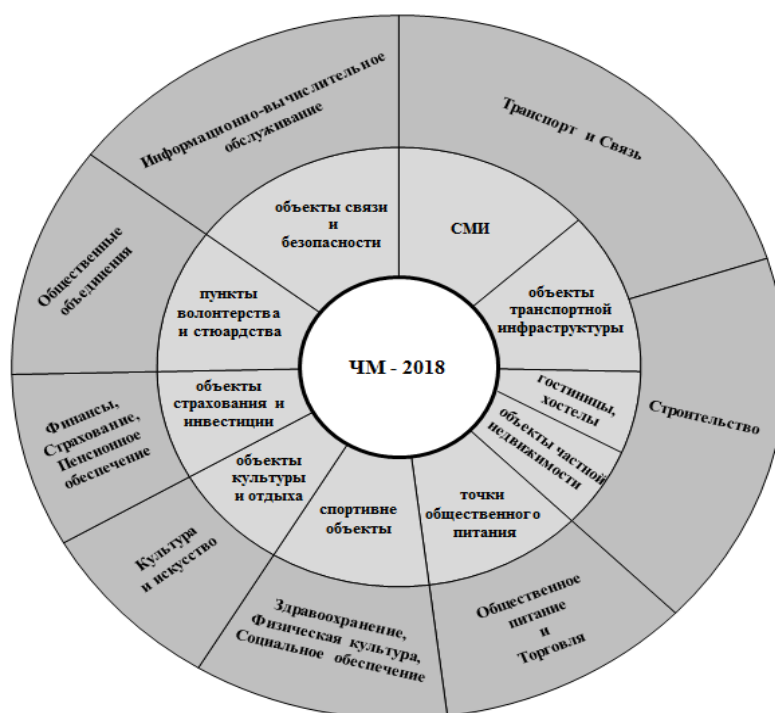 Информационно-вычислительное
обслуживание
Транспорт и Связь
Общественные
объединения
объекты связи
и
безопасности
СМИ
пункты
волонтерства
и стюардства
объекты
транспортной
инфраструктуры
ЧМ - 2018
гостиницы,
хостелы
объекты частной
недвижимости
Строительство
объекты
страхования и
инвестиции
Финансы,
Страхование,
Пенсионное
обеспечение
объекты
культуры
и отдыха
спортивне
объекты
точки
общественного
питания
Культура
и искусство
Здравоохранение,
Физическая культура,
Социальное обеспечение
Общественное
питание
и
Торговля